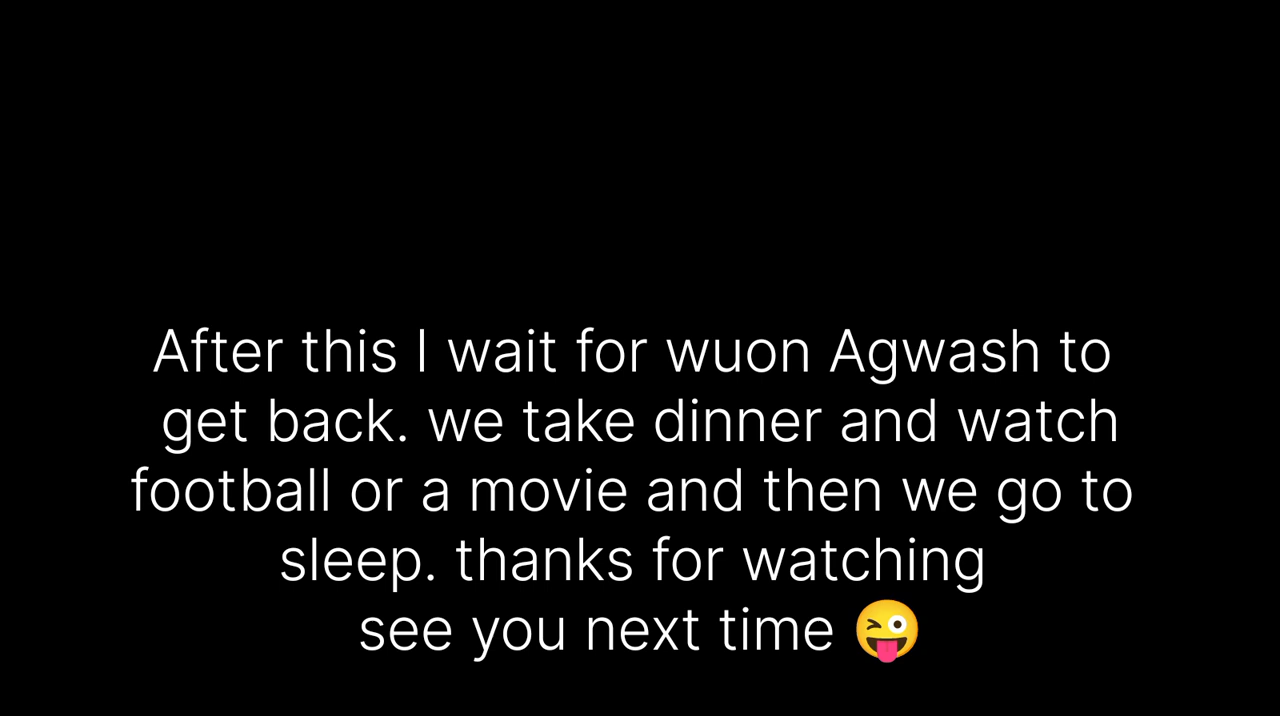 After this I wait for wuon Agwash to
get back. we take dinner and watch
football or a movie and then we go to
sleep. thanks for watching
see you next time 😜